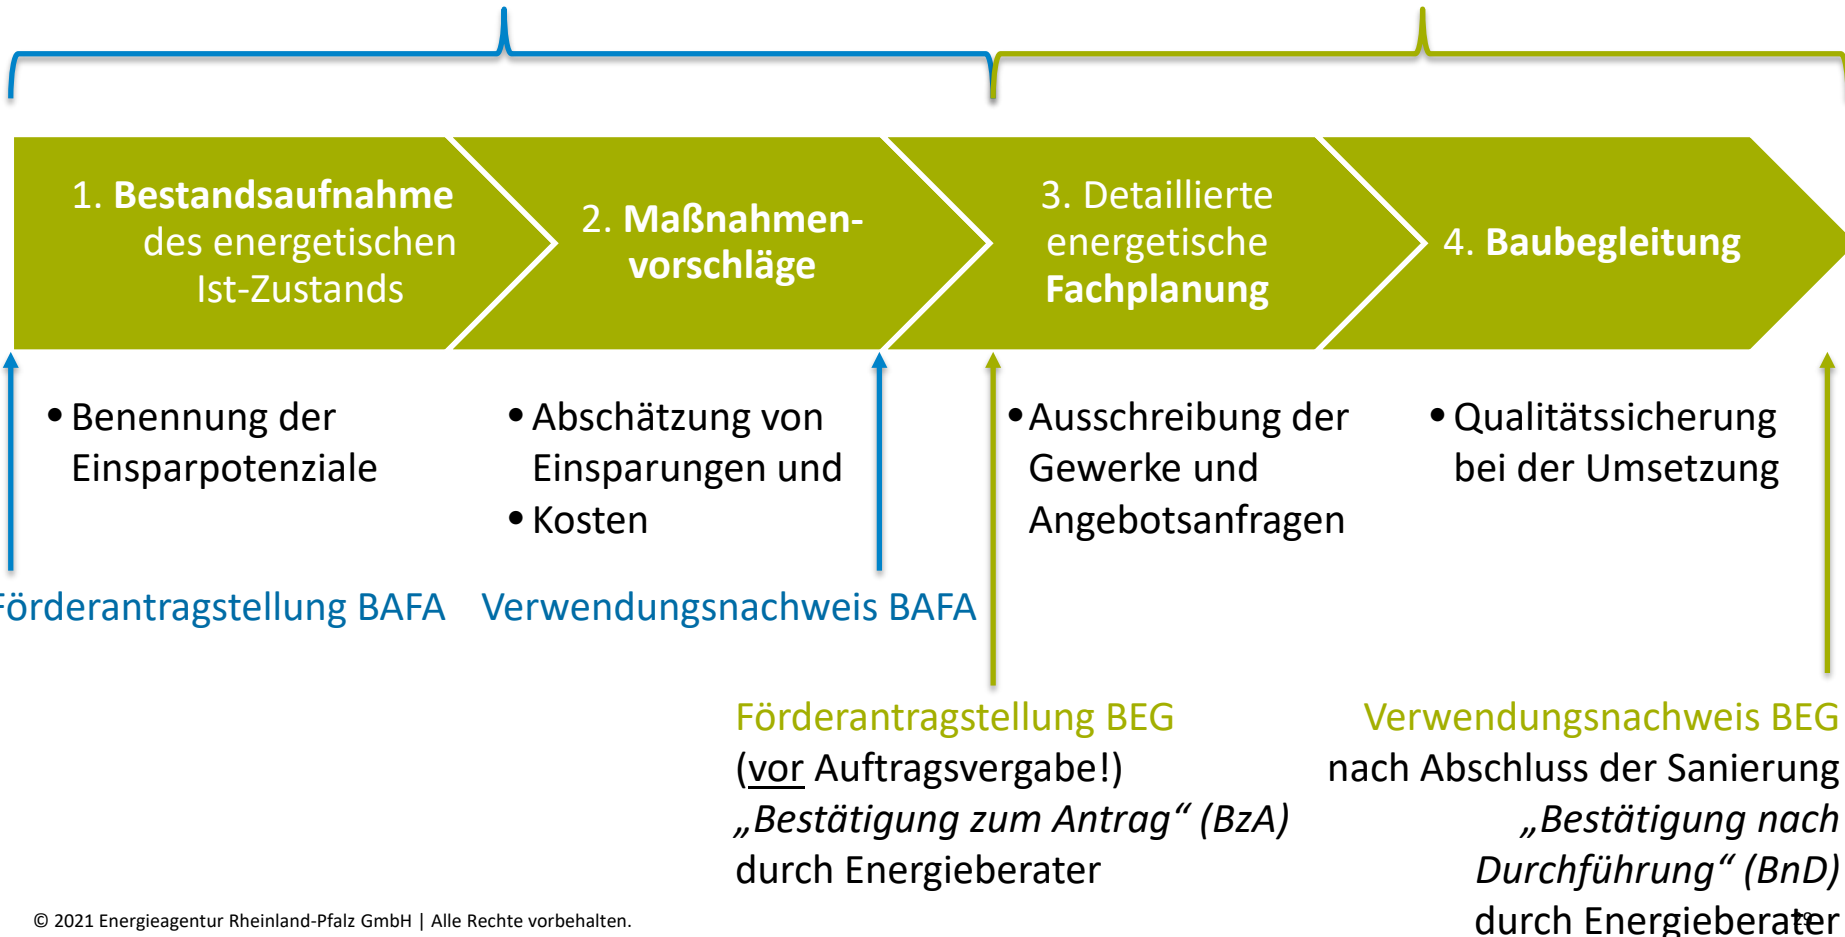 1. Bestandsaufnahme
des energetischen
Ist-Zustands
2. Maßnahmen-
vorschläge
3. Detaillierte
energetische
Fachplanung
4. Baubegleitung
• Benennung der
Einsparpotenziale
• Abschätzung von
Einsparungen und
• Kosten
• Ausschreibung der
Gewerke und
Angebotsanfragen
• Qualitätssicherung
bei der Umsetzung
Förderantragstellung BAFA
Verwendungsnachweis BAFA
Förderantragstellung BEG
(vor Auftragsvergabe!)
„Bestätigung zum Antrag“ (BzA)
durch Energieberater
Verwendungsnachweis BEG
nach Abschluss der Sanierung
„Bestätigung nach
Durchführung“ (BnD)
durch Energieberater
© 2021 Energieagentur Rheinland-Pfalz GmbH | Alle Rechte vorbehalten.
29